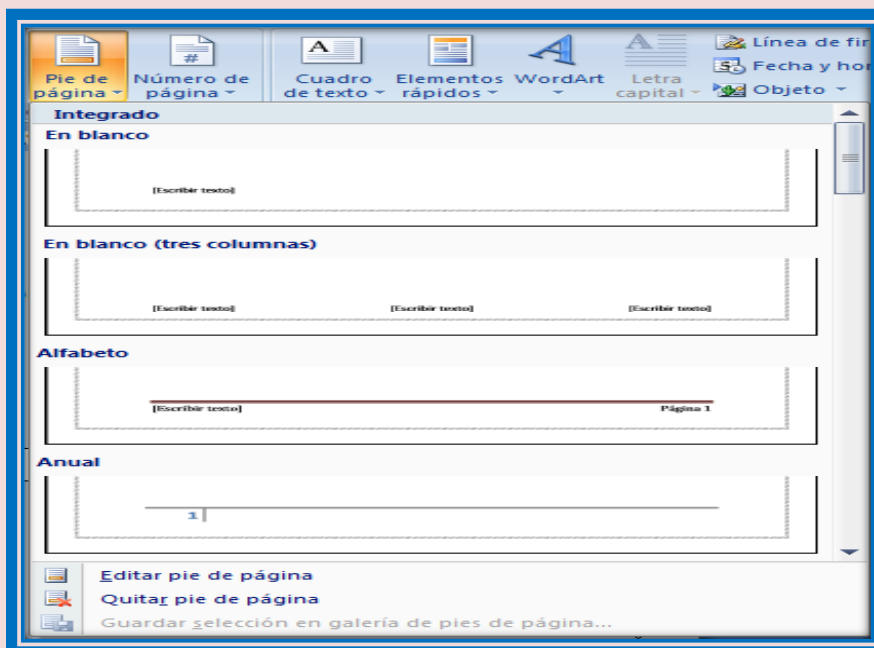 Pie de página
Número de página
Cuadro de texto
Elementos rápidos
WordArt
Letra capital
Línea de fir
Fecha y hor
Objeto
Integrado
En blanco
[Escribir texto]
En blanco (tres columnas)
[Escribir texto] [Escribir texto] [Escribir texto]
Alfabeto
[Escribir texto] Página 1
Anual
1
Editar pie de página
Quitar pie de página
Guardar selección en galería de pies de página...